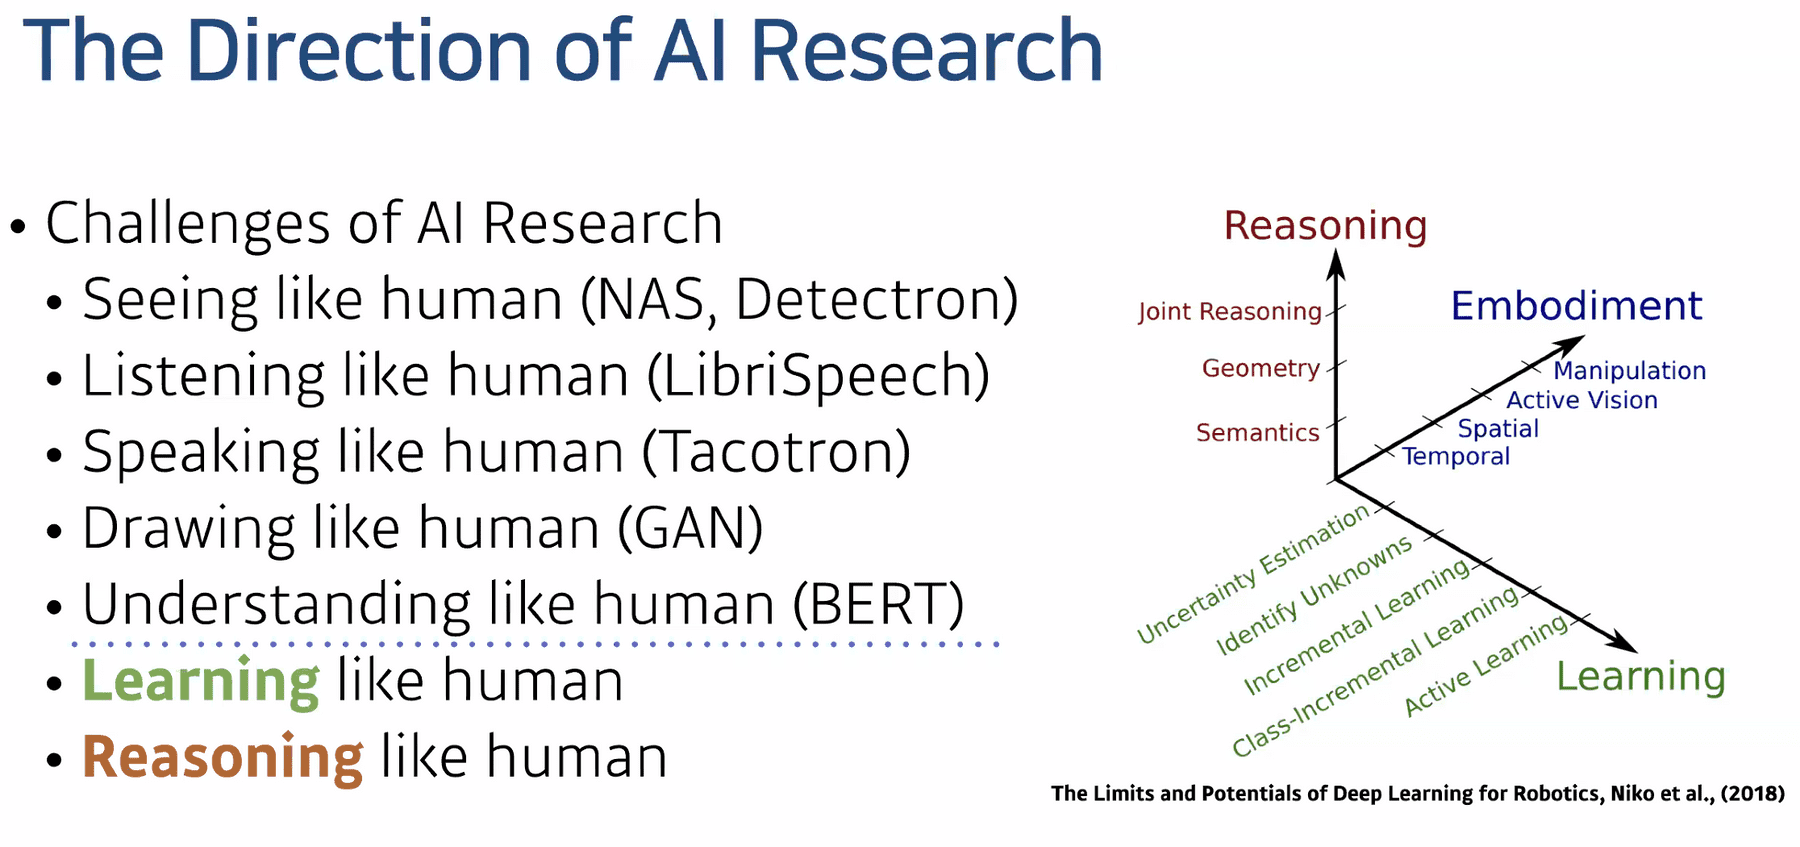 The Direction of AI Research
• Challenges of AI Research
• Seeing like human (NAS, Detectron)
• Listening like human (LibriSpeech)
• Speaking like human (Tacotron)
• Drawing like human (GAN)
• Understanding like human (BERT)
• Learning like human
• Reasoning like human
Reasoning
Joint Reasoning
Geometry
Semantics
Embodiment
Manipulation
Active Vision
Spatial
Temporal
Uncertainty Estimation
Identify Unknowns
Incremental Learning
Class-Incremental Learning
Active Learning
Learning
The Limits and Potentials of Deep Learning for Robotics, Niko et al., (2018)